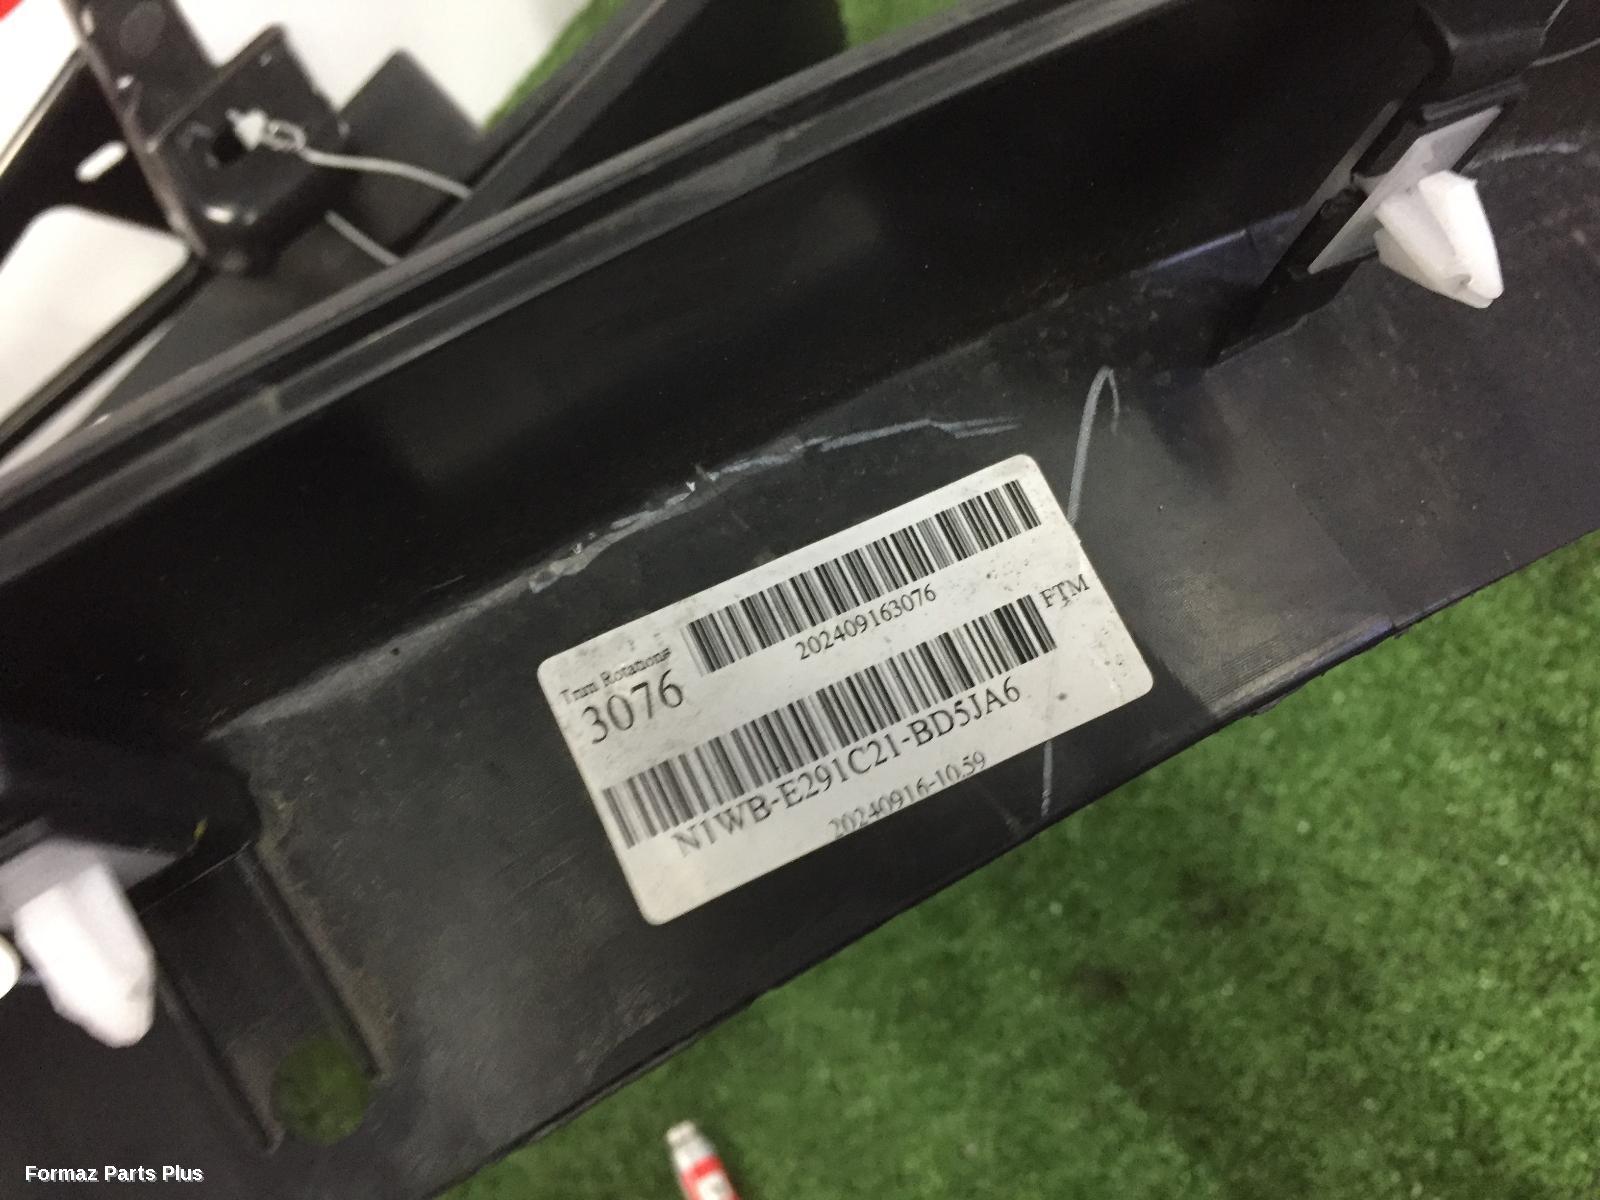 202409163076
Trim Rotation#
3076
FTM
N1WB-E291C21-BD5JA6
20240916-10:59
Formaz Parts Plus